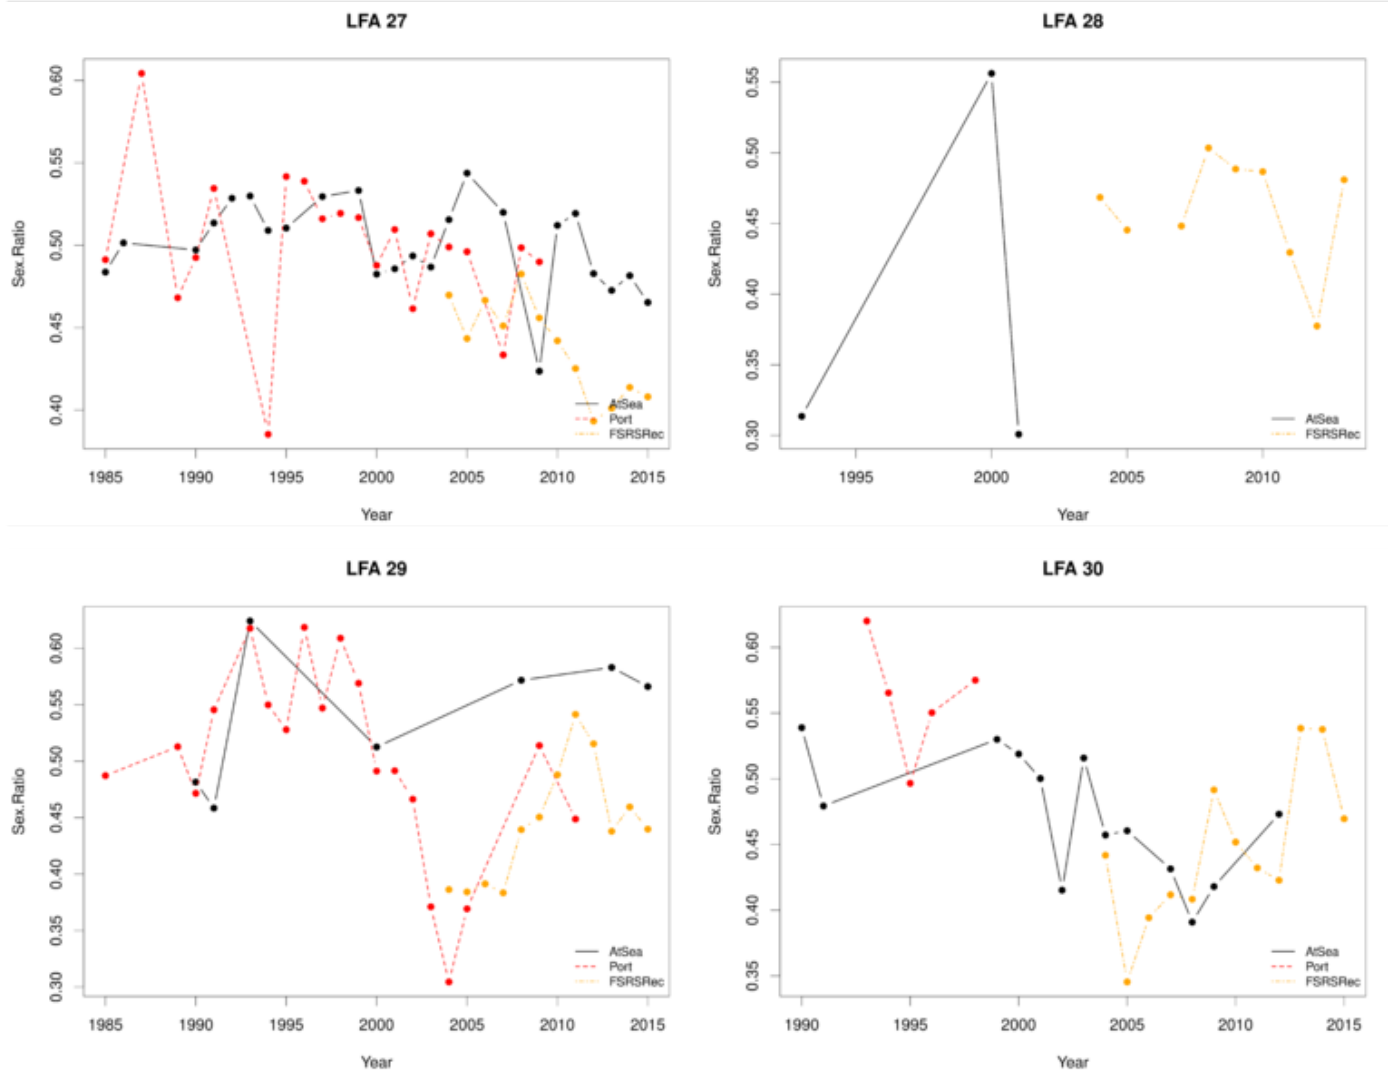 LFA 27
Sex.Ratio
0.60
0.55
0.50
0.45
0.40
AtSea
Port
FSRSRec
1985 1990 1995 2000 2005 2010 2015
Year
LFA 28
Sex.Ratio
0.55
0.50
0.45
0.40
0.35
0.30
AtSea
FSRSRec
1995 2000 2005 2010
Year
LFA 29
Sex.Ratio
0.60
0.55
0.50
0.45
0.40
0.35
0.30
AtSea
Port
FSRSRec
1985 1990 1995 2000 2005 2010 2015
Year
LFA 30
Sex.Ratio
0.60
0.55
0.50
0.45
0.40
0.35
AtSea
Port
FSRSRec
1990 1995 2000 2005 2010 2015
Year